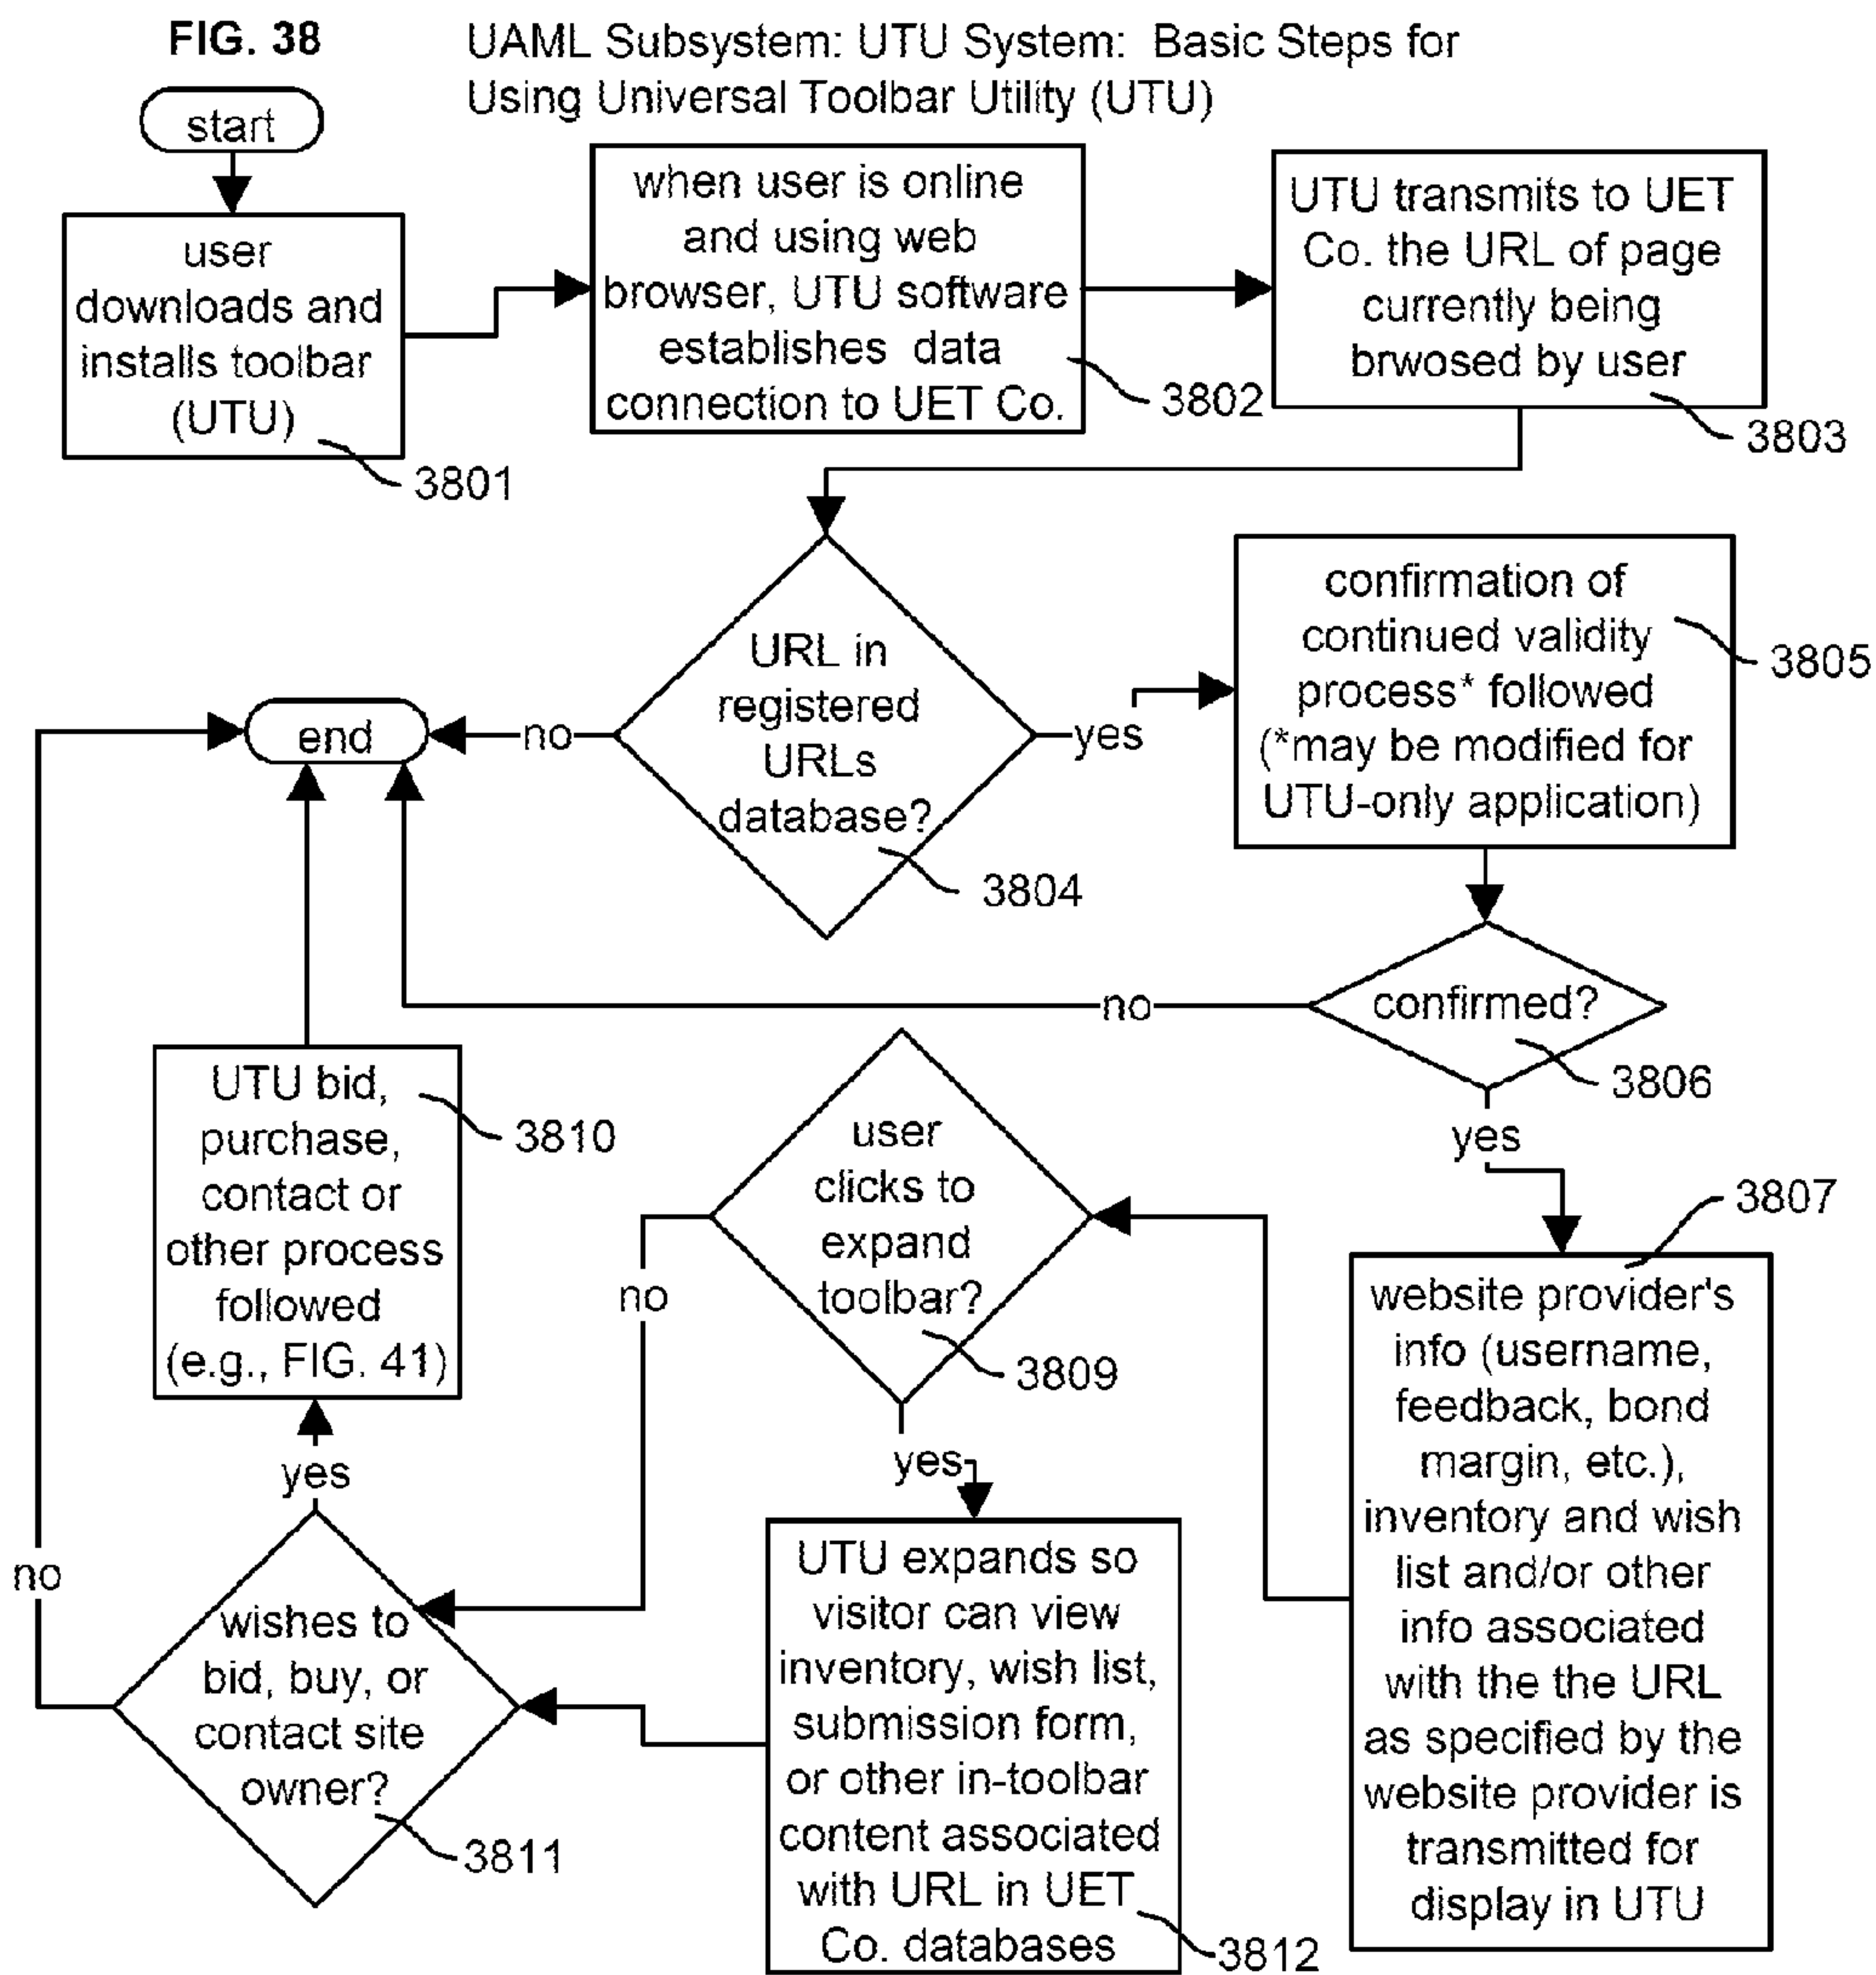 FIG. 38
UAML Subsystem: UTU System: Basic Steps for
Using Universal Toolbar Utility (UTU)
start
user
downloads and
installs toolbar
(UTU)
3801
when user is online
and using web
browser, UTU software
establishes data
connection to UET Co.
3802
UTU transmits to UET
Co. the URL of page
currently being
brwosed by user
3803
URL in
registered
URLs
database?
3804
no
end
yes
confirmation of
continued validity
process* followed
(*may be modified for
UTU-only application)
3805
confirmed?
3806
no
yes
3807
website provider's
info (username,
feedback, bond
margin, etc.),
inventory and wish
list and/or other
info associated
with the the URL
as specified by the
website provider is
transmitted for
display in UTU
user
clicks to
expand
toolbar?
3809
no
yes
UTU expands so
visitor can view
inventory, wish list,
submission form,
or other in-toolbar
content associated
with URL in UET
Co. databases
3812
wishes to
bid, buy, or
contact site
owner?
3811
no
yes
UTU bid,
purchase,
contact or
other process
followed
(e.g., FIG. 41)
3810